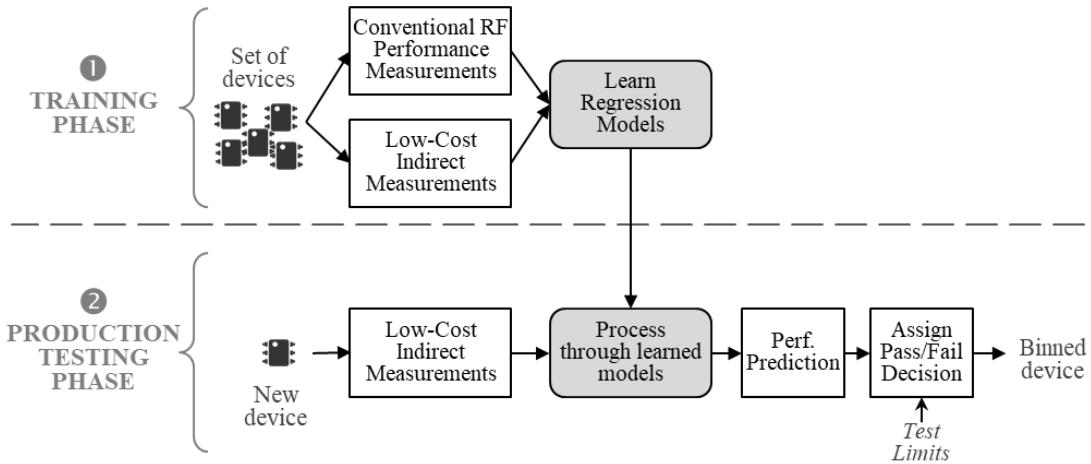 ❶
TRAINING
PHASE
Set of
devices
Conventional RF
Performance
Measurements
Low-Cost
Indirect
Measurements
Learn
Regression
Models
❷
PRODUCTION
TESTING
PHASE
New
device
Low-Cost
Indirect
Measurements
Process
through learned
models
Perf.
Prediction
Assign
Pass/Fail
Decision
Binned
device
Test
Limits